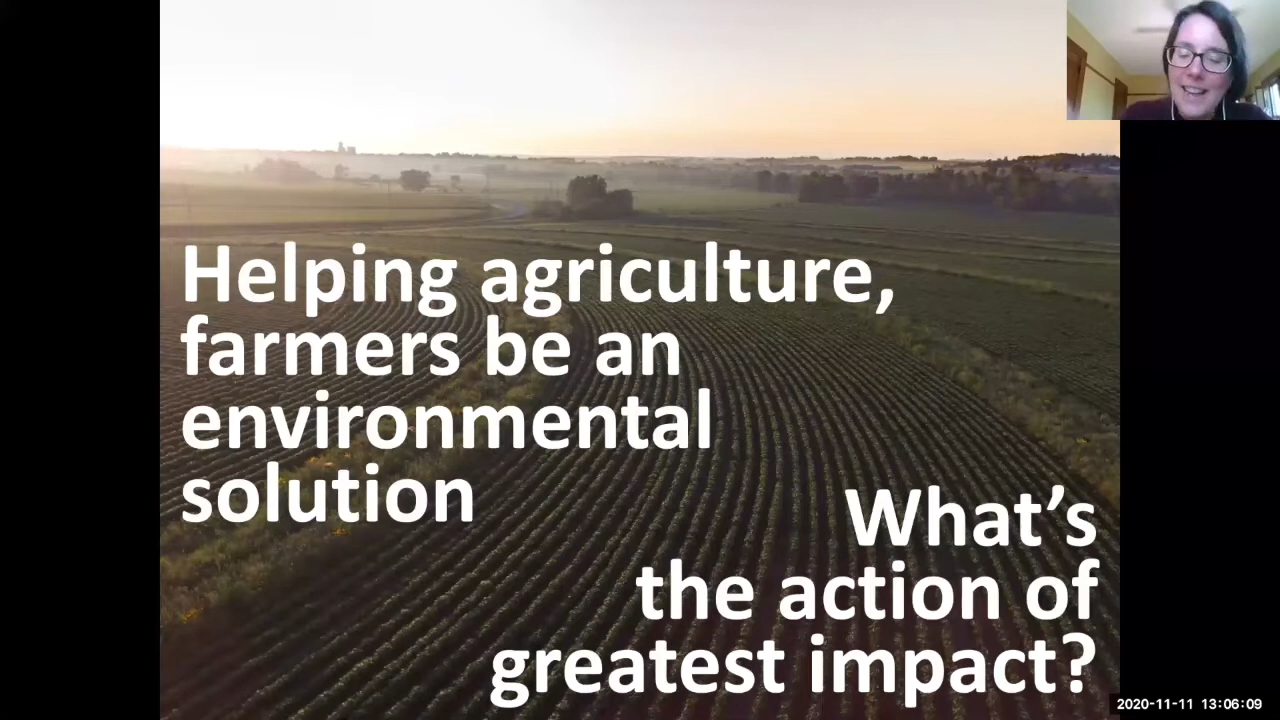 Helping agriculture,
farmers be an
environmental
solution
What's
the action of
greatest impact?
2020-11-11 13:06:09